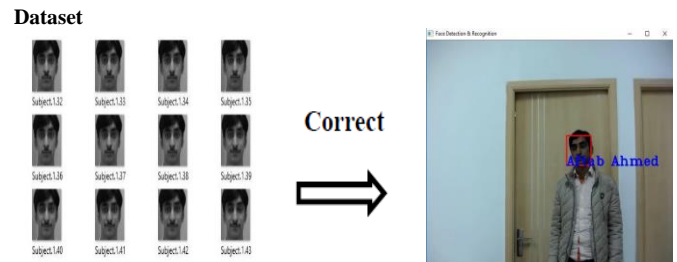 Dataset
Face Detection & Recognition
Subject.1.32 Subject.1.33 Subject.1.34 Subject.1.35
Correct
Subject.1.36 Subject.1.37 Subject.1.38 Subject.1.39
Aftab Ahmed
Subject.1.40 Subject.1.41 Subject.1.42 Subject.1.43